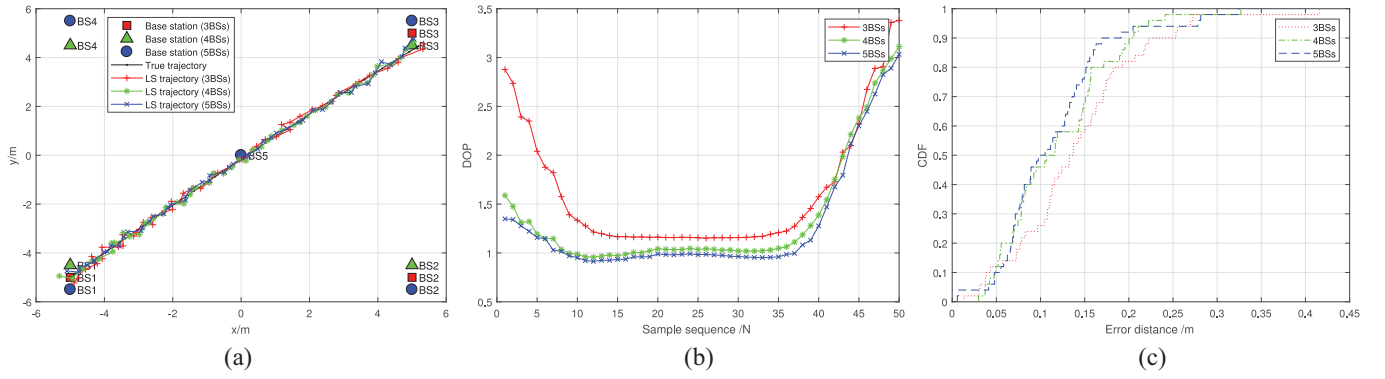 6
4
2
0
-2
-4
-6
y/m
BS4
BS4
BS3
BS3
BS3
Base station (3BSs)
Base station (4BSs)
Base station (5BSs)
True trajectory
LS trajectory (3BSs)
LS trajectory (4BSs)
LS trajectory (5BSs)
BS5
BS2
BS1
BS2
BS1
BS2
-6
-4
-2
0
2
4
6
x/m
(a)
3,5
3
2,5
2
1,5
1
0,5
DOP
3BSs
4BSs
5BSs
0
5
10
15
20
25
30
35
40
45
50
Sample sequence /N
(b)
1
0.9
0.8
0.7
0.6
0.5
0.4
0.3
0.2
0.1
0
CDF
3BSs
4BSs
5BSs
0
0.05
0.1
0.15
0.2
0.25
0.3
0.35
0.4
0.45
Error distance /m
(c)